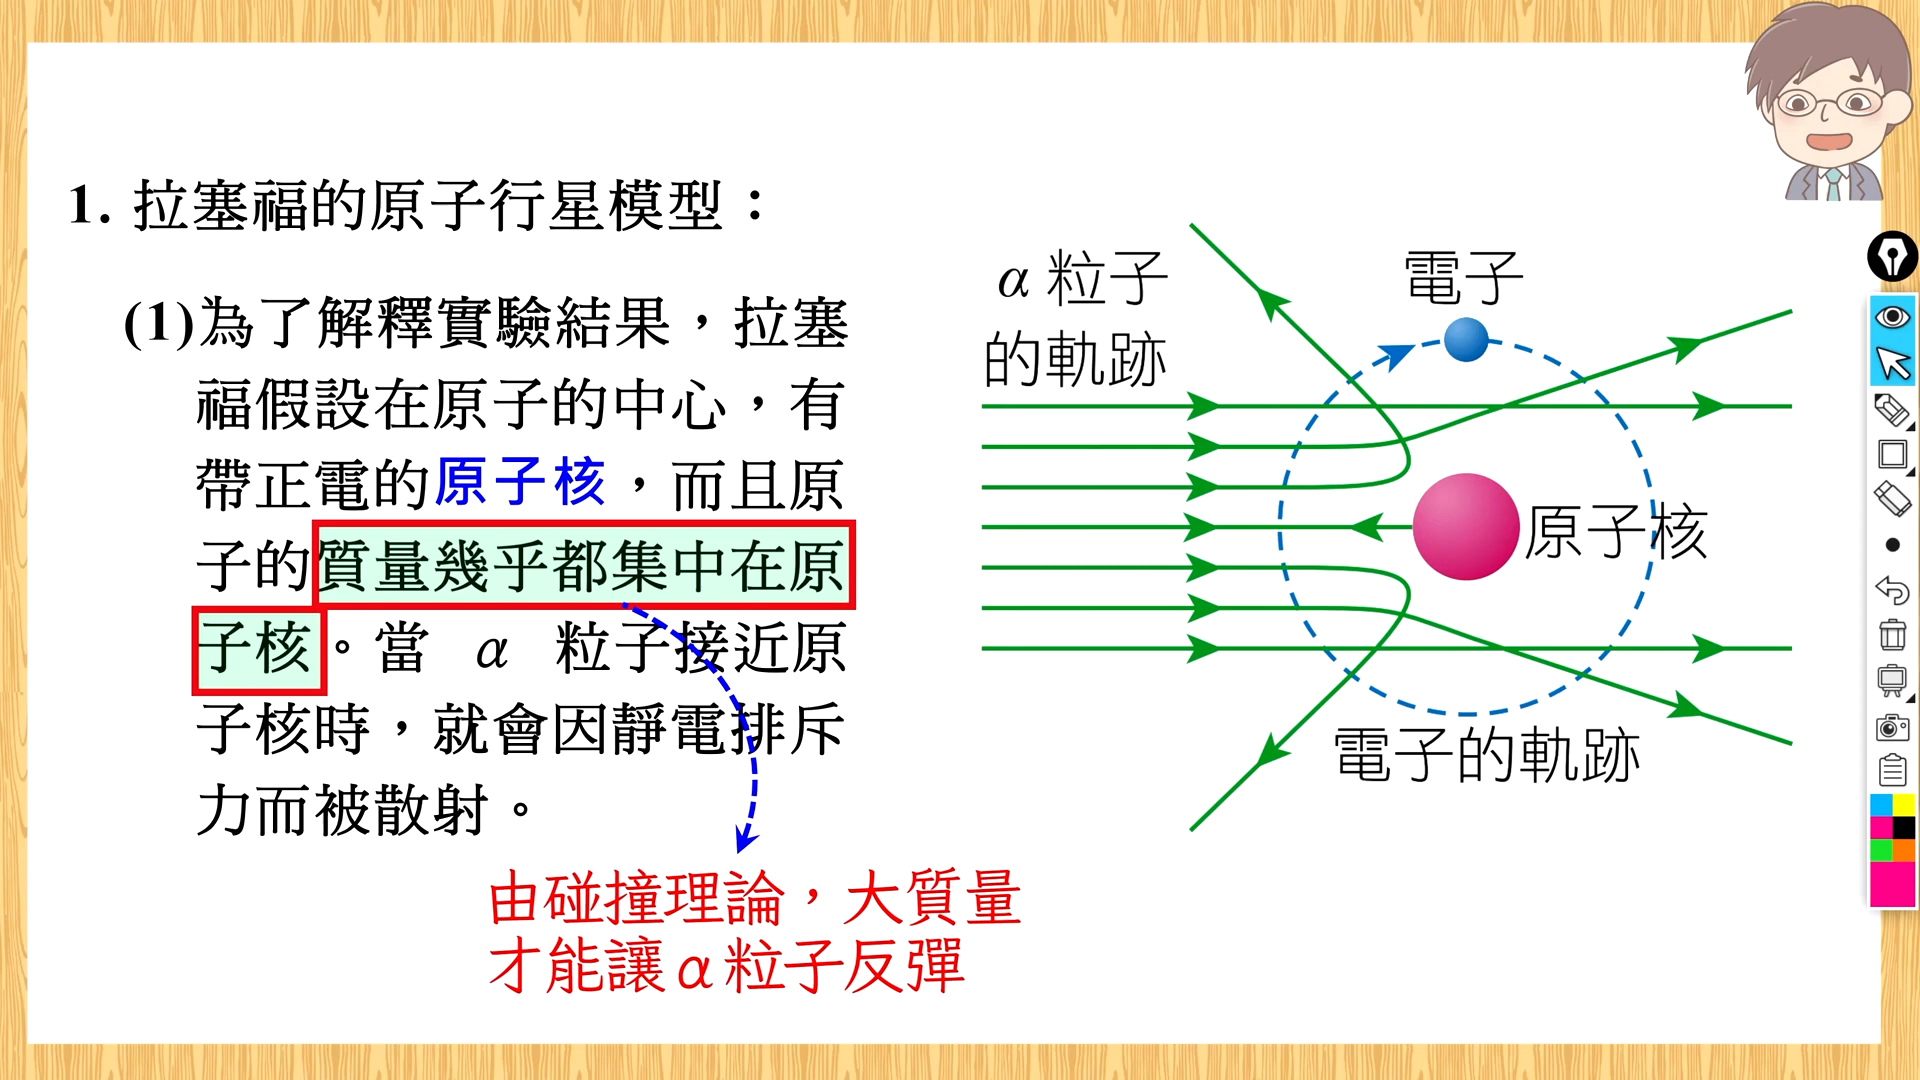 1. 拉塞福的原子行星模型：
(1)為了解釋實驗結果，拉塞
福假設在原子的中心，有
帶正電的原子核，而且原
子的質量幾乎都集中在原
子核。當 α 粒子接近原
子核時，就會因靜電排斥
力而被散射。
由碰撞理論，大質量
才能讓α粒子反彈
α 粒子
的軌跡
電子
原子核
電子的軌跡